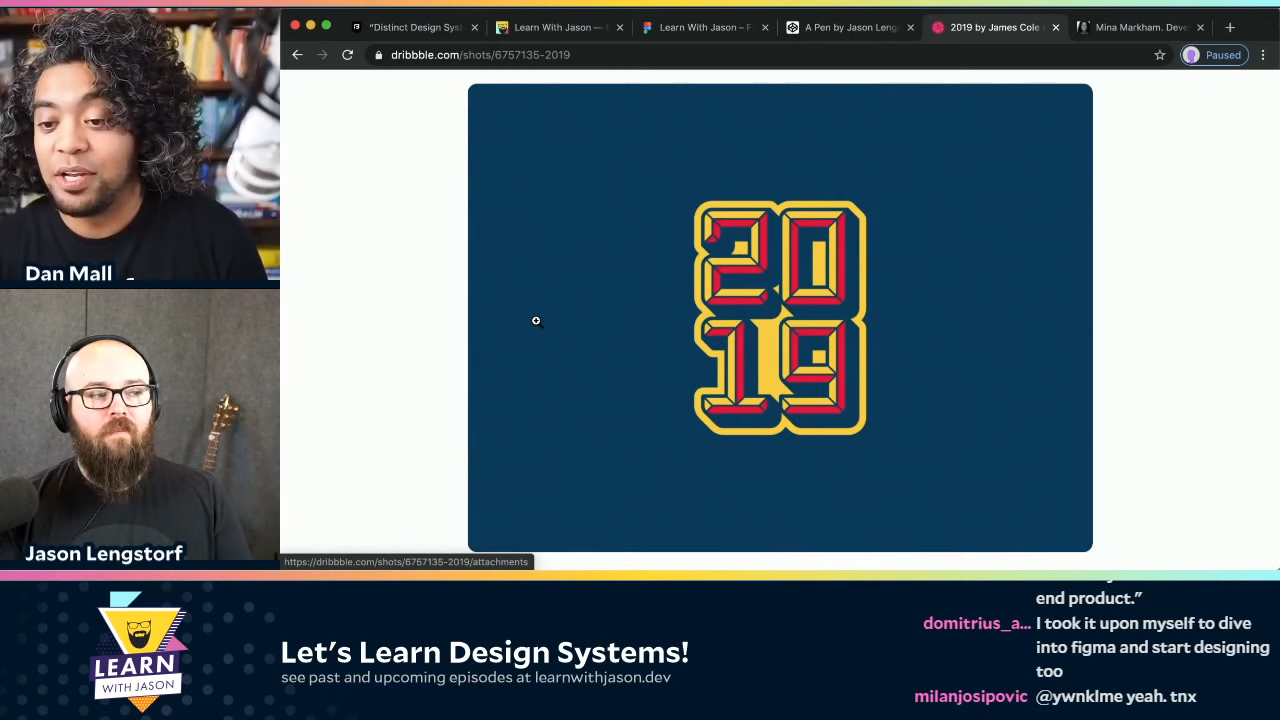 "Distinct Design Sys
Learn With Jason — 
Learn With Jason – F
A Pen by Jason Leng
2019 by James Cole
Mina Markham. Deve
dribbble.com/shots/6757135-2019
Paused
20
19
Dan Mall
Jason Lengstorf
https://dribbble.com/shots/6757135-2019/attachments
LEARN
WITH JASON
Let's Learn Design Systems!
see past and upcoming episodes at learnwithjason.dev
end product."
domitrius_a... I took it upon myself to dive
into figma and start designing
too
milanjosipovic @ywnklme yeah. tnx